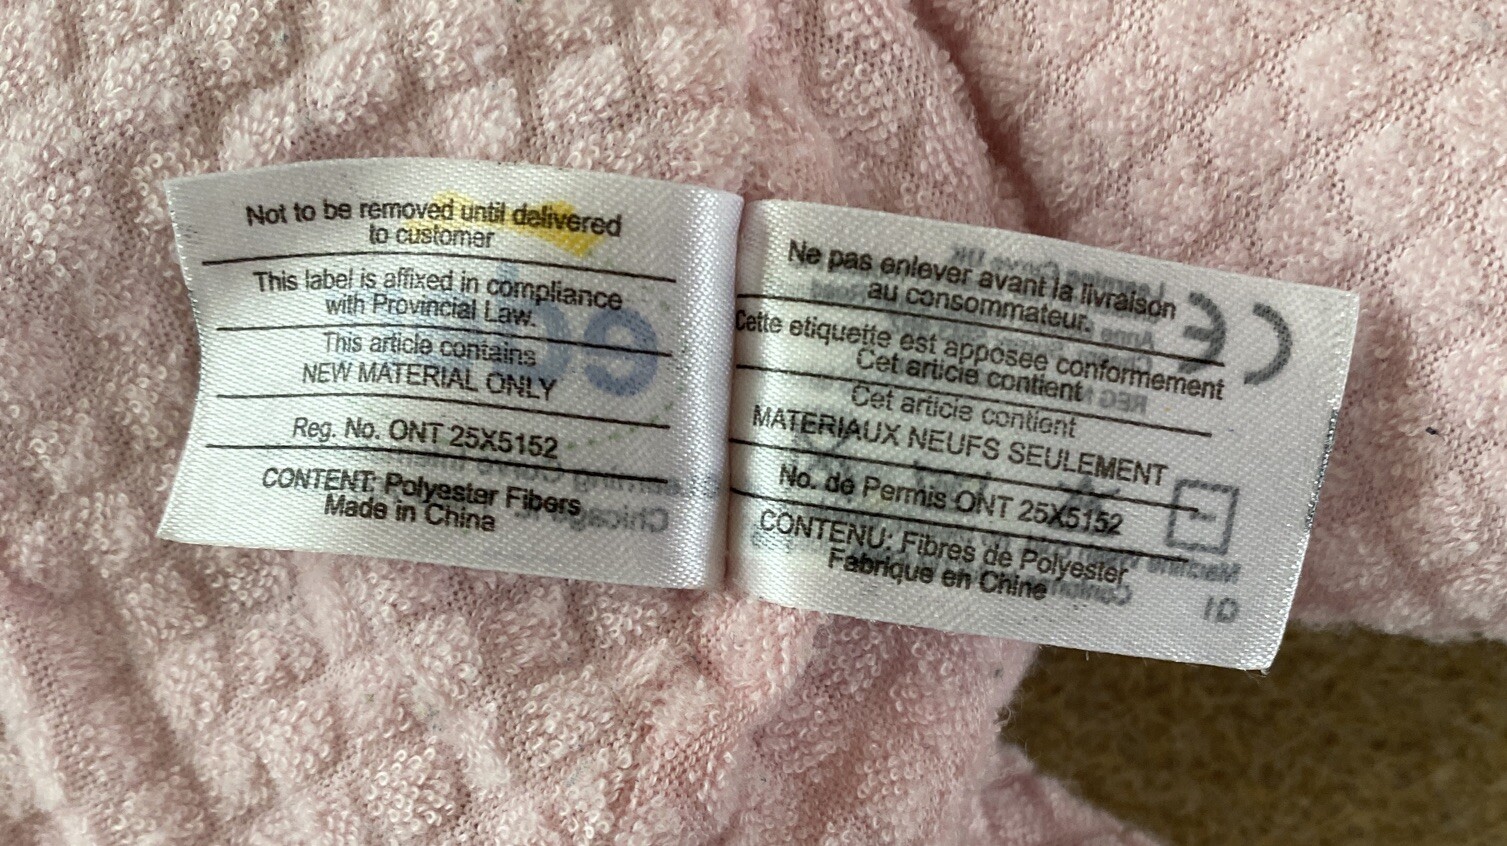 Not to be removed until delivered
to customer
This label is affixed in compliance
with Provincial Law.
This article contains
NEW MATERIAL ONLY
Reg. No. ONT 25X5152
CONTENT: Polyester Fibers
Made in China
Ne pas enlever avant la livraison
au consommateur.
Cette etiquette est apposee conformement
Cet article contient
Cet article contient
MATERIAUX NEUFS SEULEMENT
No. de Permis ONT 25X5152
CONTENU: Fibres de Polyester
Fabrique en Chine
CE